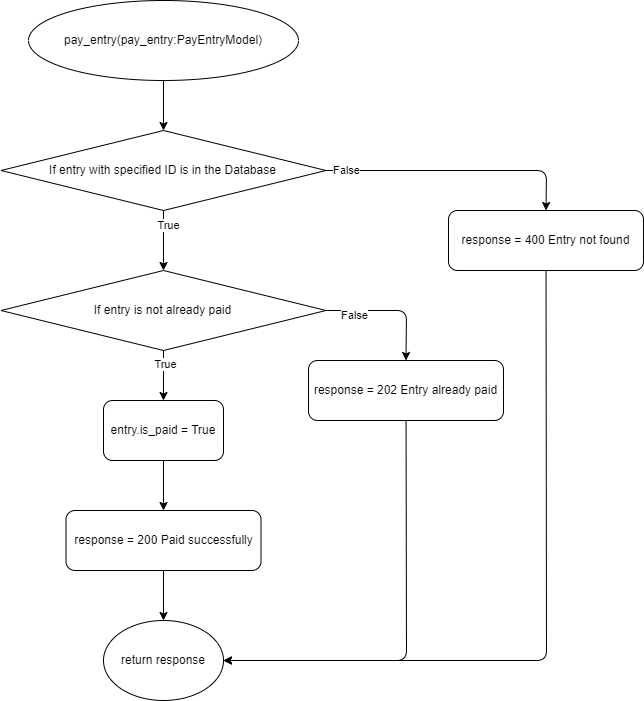 pay_entry(pay_entry:PayEntryModel)
If entry with specified ID is in the Database
False
True
response = 400 Entry not found
If entry is not already paid
False
True
response = 202 Entry already paid
entry.is_paid = True
response = 200 Paid successfully
return response